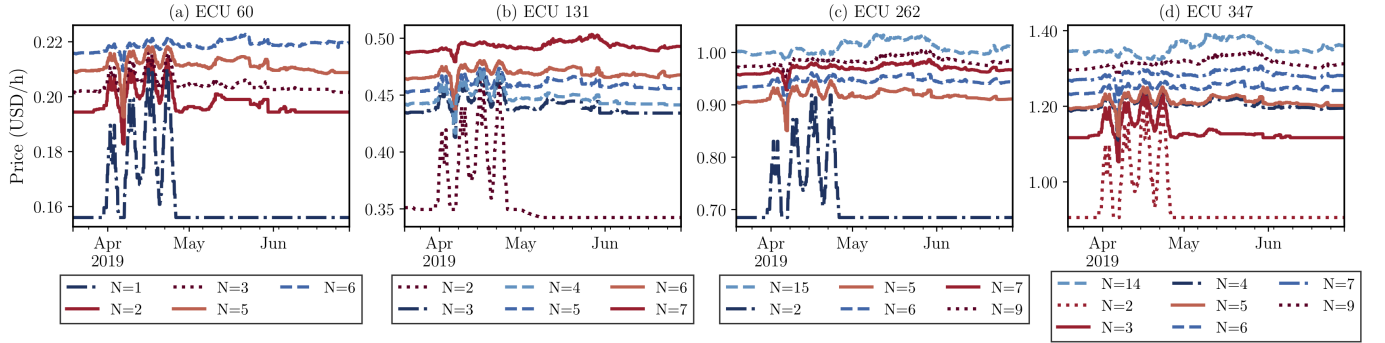 (a) ECU 60
(b) ECU 131
(c) ECU 262
(d) ECU 347
Price (USD/h)
0.22
0.20
0.18
0.16
Apr
2019
May
Jun
0.50
0.45
0.40
0.35
Apr
2019
May
Jun
1.00
0.90
0.80
0.70
Apr
2019
May
Jun
1.40
1.20
1.00
Apr
2019
May
Jun
N=1 N=3 N=6
N=2 N=5
N=2 N=4 N=6
N=3 N=5 N=7
N=15 N=5 N=7
N=2 N=6 N=9
N=14 N=4 N=7
N=2 N=5 N=9
N=3 N=6